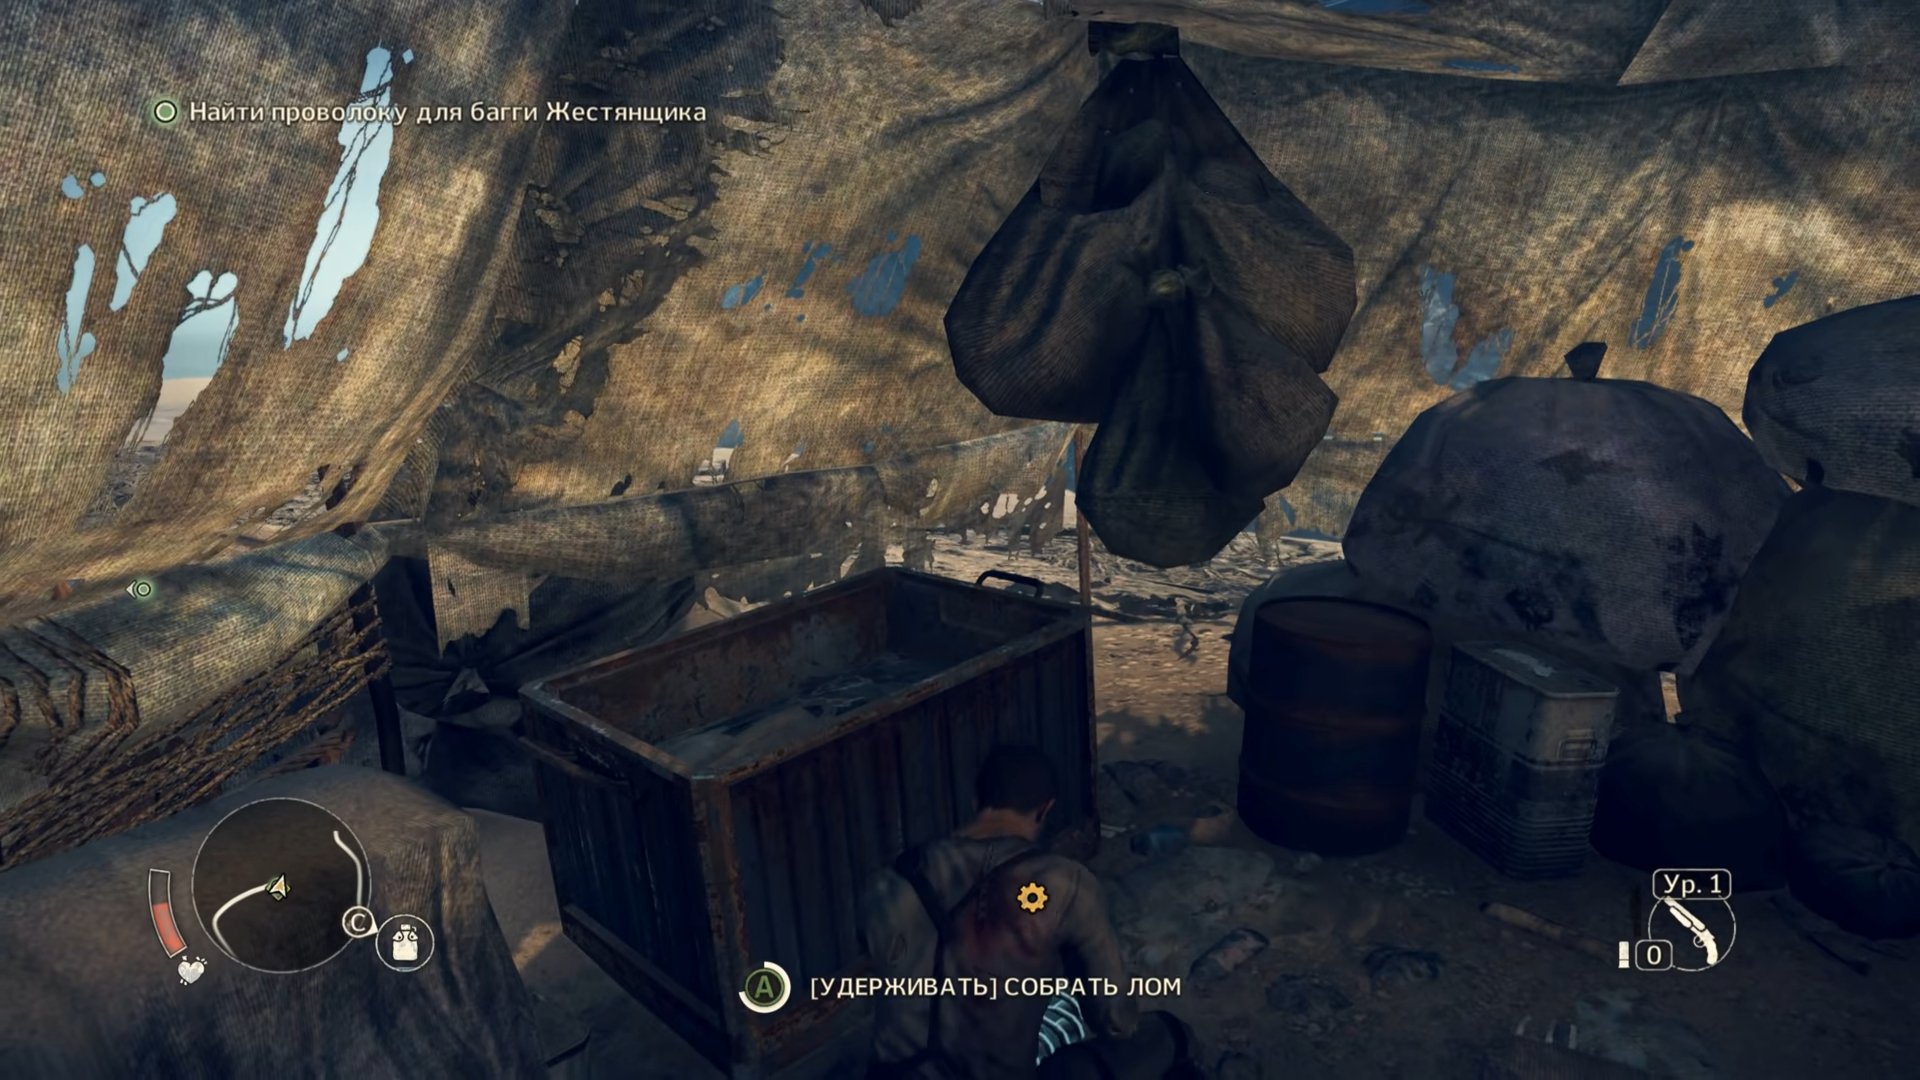 Найти проволоку для багги Жестянщика
C
Ур. 1
0
A
[УДЕРЖИВАТЬ] СОБРАТЬ ЛОМ